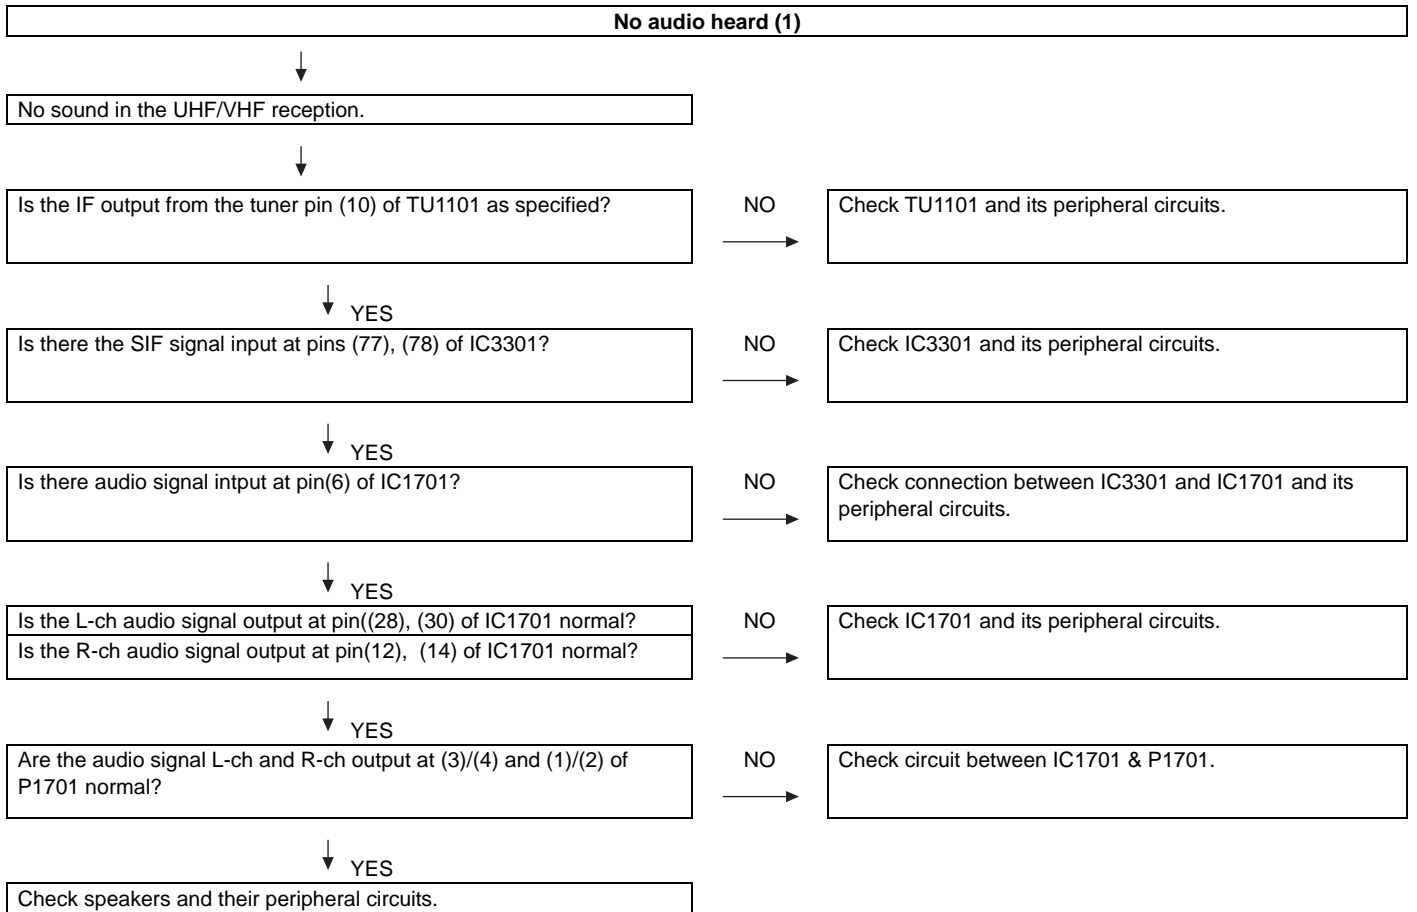 No audio heard (1)
No sound in the UHF/VHF reception.
Is the IF output from the tuner pin (10) of TU1101 as specified?
NO
Check TU1101 and its peripheral circuits.
YES
Is there the SIF signal input at pins (77), (78) of IC3301?
NO
Check IC3301 and its peripheral circuits.
YES
Is there audio signal intput at pin(6) of IC1701?
NO
Check connection between IC3301 and IC1701 and its
peripheral circuits.
YES
Is the L-ch audio signal output at pin((28), (30) of IC1701 normal?
Is the R-ch audio signal output at pin(12), (14) of IC1701 normal?
NO
Check IC1701 and its peripheral circuits.
YES
Are the audio signal L-ch and R-ch output at (3)/(4) and (1)/(2) of
P1701 normal?
NO
Check circuit between IC1701 & P1701.
YES
Check speakers and their peripheral circuits.